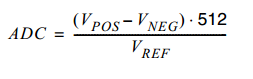 ADC = (V_POS – V_NEG) · 512 / V_REF